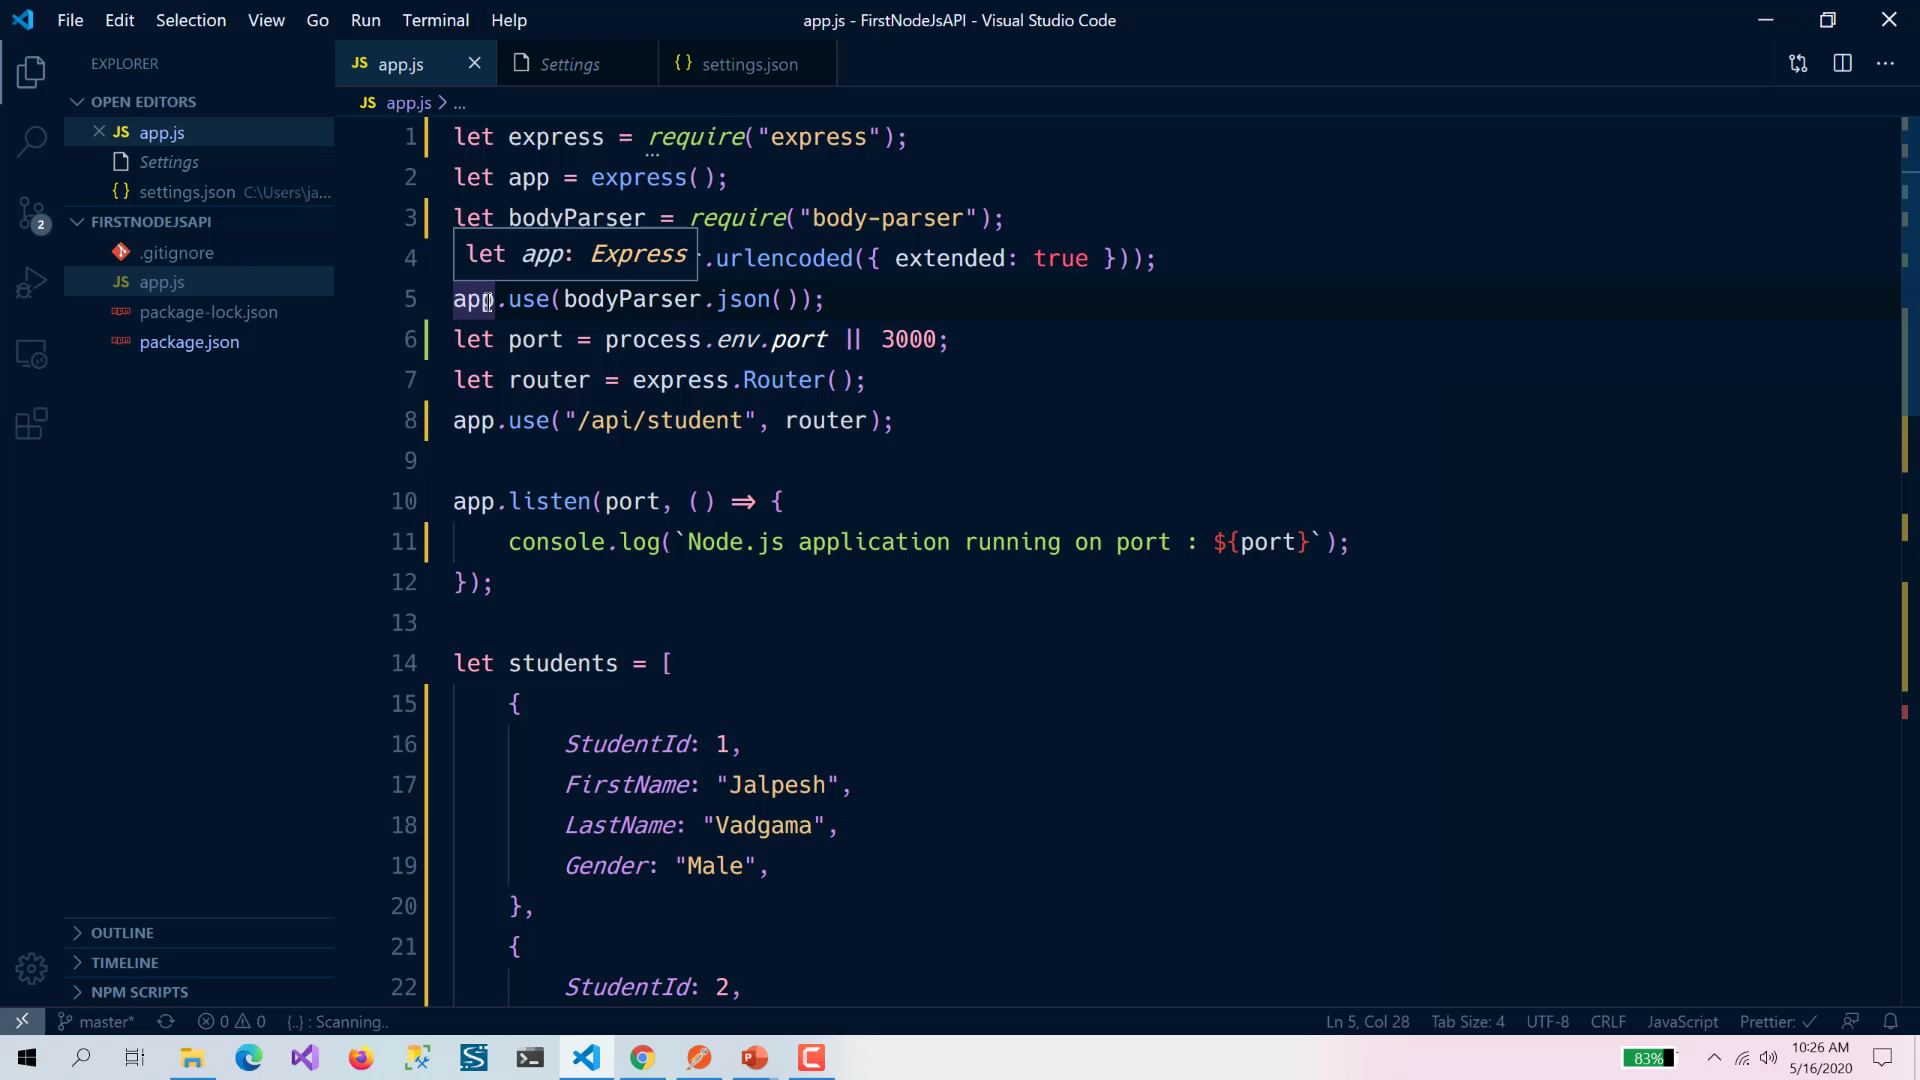 File Edit Selection View Go Run Terminal Help
app.js - FirstNodeJsAPI - Visual Studio Code
EXPLORER
OPEN EDITORS
JS app.js
Settings
{} settings.json C:\Users\ja...
FIRSTNODEJSAPI
.gitignore
JS app.js
package-lock.json
package.json
OUTLINE
TIMELINE
NPM SCRIPTS
2
JS app.js
Settings
{} settings.json
JS app.js > ...
1 let express = require("express");
2 let app = express();
3 let bodyParser = require("body-parser");
let app: Express
4 .urlencoded({ extended: true }));
5 app.use(bodyParser.json());
6 let port = process.env.port || 3000;
7 let router = express.Router();
8 app.use("/api/student", router);
9
10 app.listen(port, () => {
11 console.log(`Node.js application running on port : ${port}`);
12 });
13
14 let students = [
15 {
16 StudentId: 1,
17 FirstName: "Jalpesh",
18 LastName: "Vadgama",
19 Gender: "Male",
20 },
21 {
22 StudentId: 2,
master* 0 0 {..} : Scanning..
Ln 5, Col 28 Tab Size: 4 UTF-8 CRLF JavaScript Prettier: ✓
83%
10:26 AM
5/16/2020